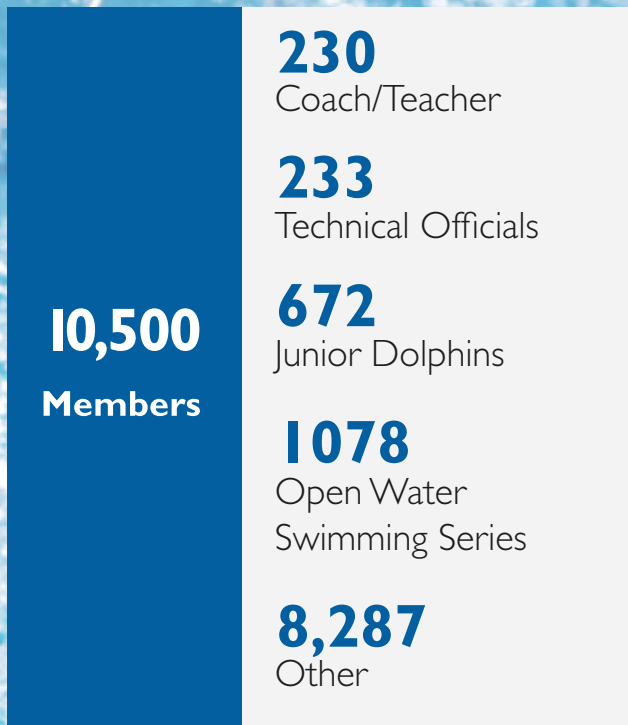 10,500
Members
230
Coach/Teacher
233
Technical Officials
672
Junior Dolphins
1078
Open Water
Swimming Series
8,287
Other